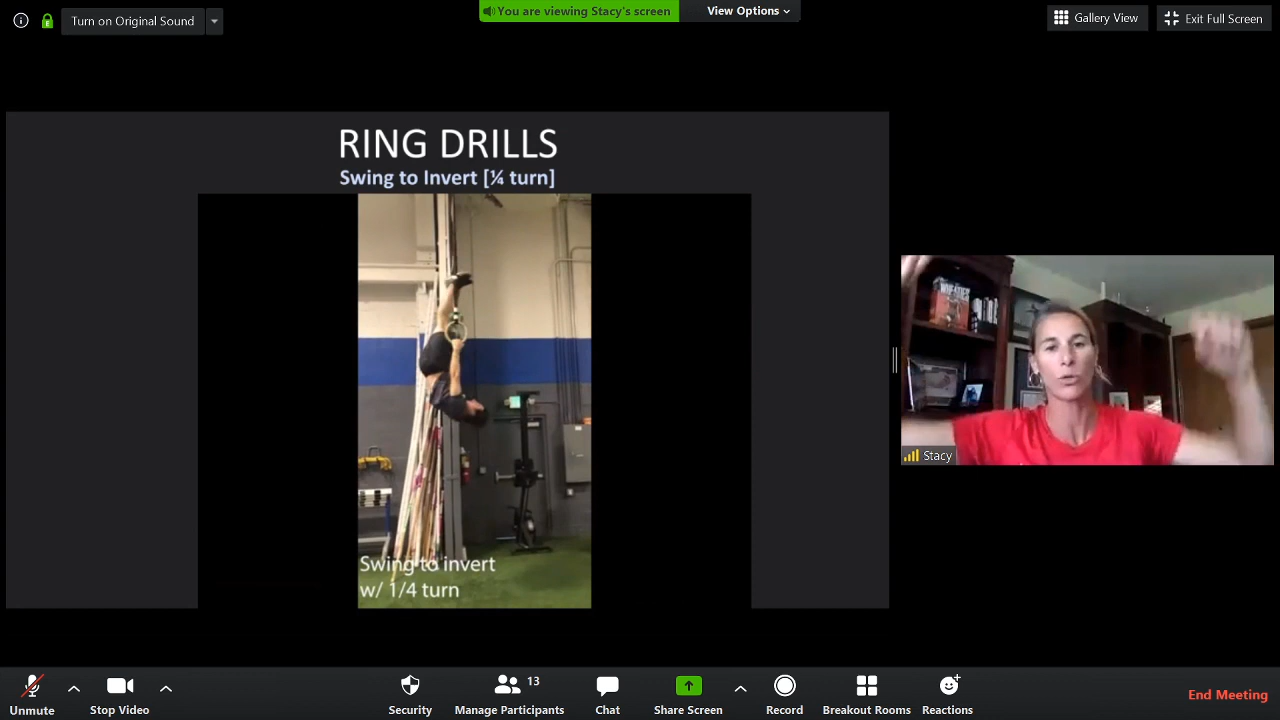 Turn on Original Sound
You are viewing Stacy's screen
View Options
Gallery View
Exit Full Screen
RING DRILLS
Swing to Invert [¼ turn]
WHEATIES
Swing to invert
w/ 1/4 turn
Stacy
Unmute
Stop Video
Security
Manage Participants
13
Chat
Share Screen
Record
Breakout Rooms
Reactions
End Meeting